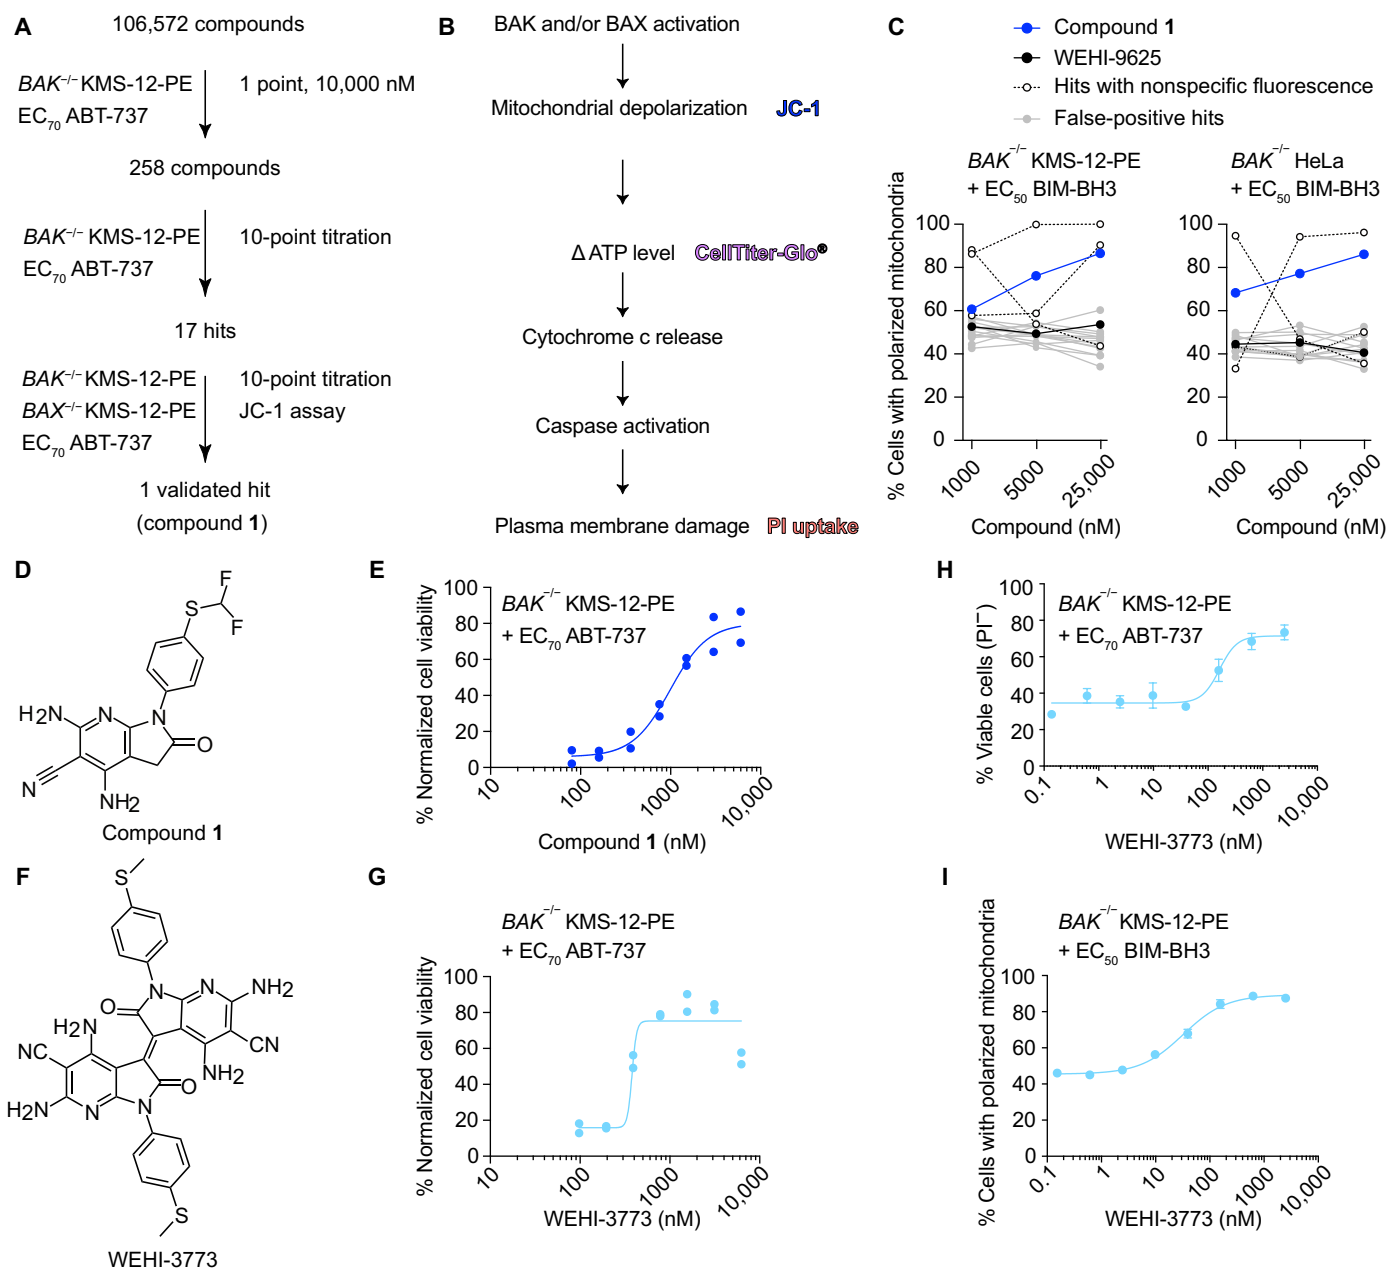 A
106,572 compounds
BAK⁻/⁻ KMS-12-PE
EC₇₀ ABT-737
1 point, 10,000 nM
258 compounds
BAK⁻/⁻ KMS-12-PE
EC₇₀ ABT-737
10-point titration
17 hits
BAK⁻/⁻ KMS-12-PE
BAX⁻/⁻ KMS-12-PE
EC₇₀ ABT-737
10-point titration
JC-1 assay
1 validated hit
(compound 1)
B
BAK and/or BAX activation
Mitochondrial depolarization JC-1
Δ ATP level CellTiter-Glo®
Cytochrome c release
Caspase activation
Plasma membrane damage PI uptake
C
Compound 1
WEHI-9625
Hits with nonspecific fluorescence
False-positive hits
BAK⁻/⁻ KMS-12-PE
+ EC₅₀ BIM-BH3
% Cells with polarized mitochondria
100
80
60
40
20
0
1000
5000
25,000
Compound (nM)
BAK⁻/⁻ HeLa
+ EC₅₀ BIM-BH3
100
80
60
40
20
0
1000
5000
25,000
Compound (nM)
D
F
S
F
H2N
N
N
O
N
NH2
Compound 1
E
BAK⁻/⁻ KMS-12-PE
+ EC₇₀ ABT-737
% Normalized cell viability
100
80
60
40
20
0
10
100
1000
10,000
Compound 1 (nM)
H
BAK⁻/⁻ KMS-12-PE
+ EC₇₀ ABT-737
% Viable cells (PI⁻)
100
80
60
40
20
0
0.1
1
10
100
1000
10,000
WEHI-3773 (nM)
F
S
N
N
NH2
O
H2N
NC
CN
NH2
O
H2N
N
N
S
WEHI-3773
G
BAK⁻/⁻ KMS-12-PE
+ EC₇₀ ABT-737
% Normalized cell viability
100
80
60
40
20
0
10
100
1000
10,000
WEHI-3773 (nM)
I
BAK⁻/⁻ KMS-12-PE
+ EC₅₀ BIM-BH3
% Cells with polarized mitochondria
100
80
60
40
20
0
0.1
1
10
100
1000
10,000
WEHI-3773 (nM)